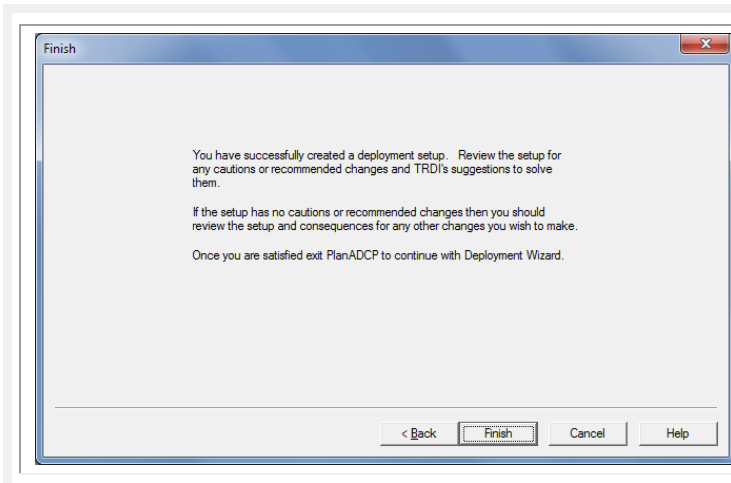 Finish
You have successfully created a deployment setup.   Review the setup for
any cautions or recommended changes and TRDI's suggestions to solve
them.
If the setup has no cautions or recommended changes then you should
review the setup and consequences for any other changes you wish to make.
Once you are satisfied exit PlanADCP to continue with Deployment Wizard.
< Back Finish Cancel Help